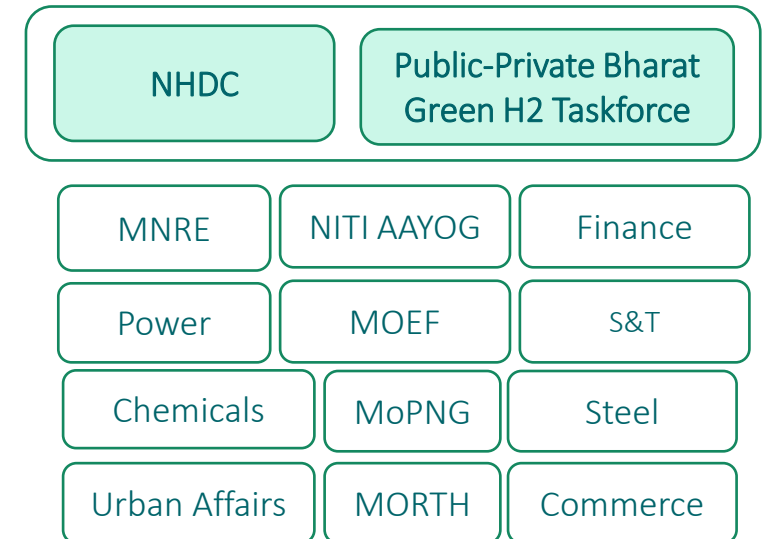 NHDC
Public-Private Bharat
Green H2 Taskforce
MNRE
NITI AAYOG
Finance
Power
MOEF
S&T
Chemicals
MoPNG
Steel
Urban Affairs
MORTH
Commerce